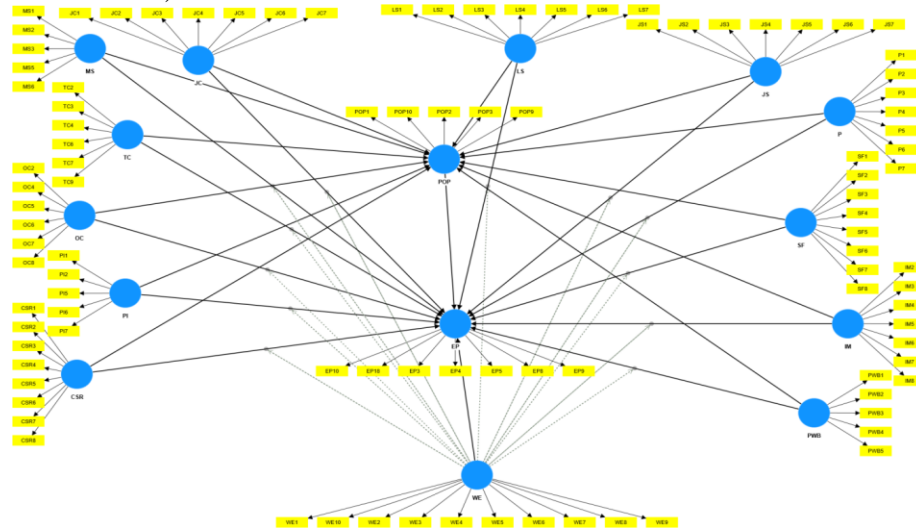 MS1
MS2
MS3
MS5
MS6
MS
JC1
JC2
JC3
JC4
JC5
JC6
JC7
JC
LS1
LS2
LS3
LS4
LS5
LS6
LS7
LS
JS1
JS2
JS3
JS4
JS5
JS6
JS7
JS
TC2
TC3
TC4
TC6
TC7
TC
POP1
POP10
POP2
POP3
POP9
POP
P1
P2
P3
P4
P5
P6
P7
P
OC2
OC4
OC5
OC6
OC7
OC
SF1
SF2
SF3
SF4
SF5
SF6
SF7
SF8
SF
PI1
PI2
PI5
PI6
PI7
PI
IM2
IM3
IM4
IM5
IM6
IM7
IM8
IM
CSR1
CSR2
CSR3
CSR4
CSR5
CSR6
CSR7
CSR8
CSR
EP
EP10
EP3
EP4
EP5
EP8
EP9
PWB1
PWB2
PWB3
PWB4
PWB5
PWB
WE
WE1
WE10
WE2
WE3
WE4
WE5
WE6
WE7
WE8
WE9